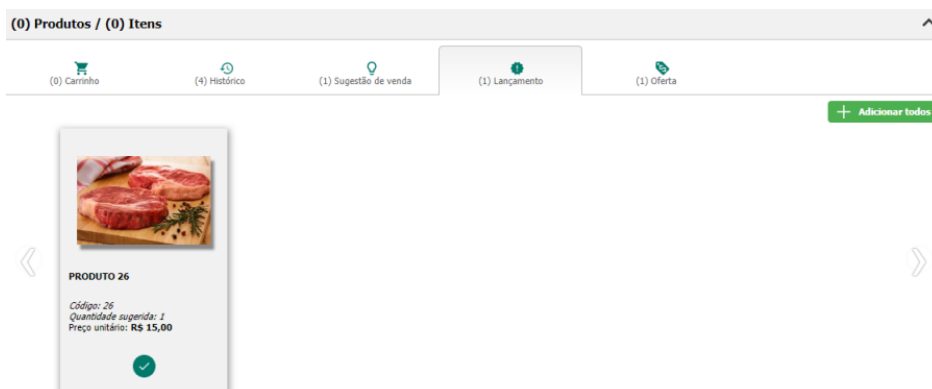 (0) Produtos / (0) Itens
(0) Carrinho
(4) Histórico
(1) Sugestão de venda
(1) Lançamento
(1) Oferta
Adicionar todos
PRODUTO 26
Código: 26
Quantidade sugerida: 1
Preço unitário: R$ 15,00